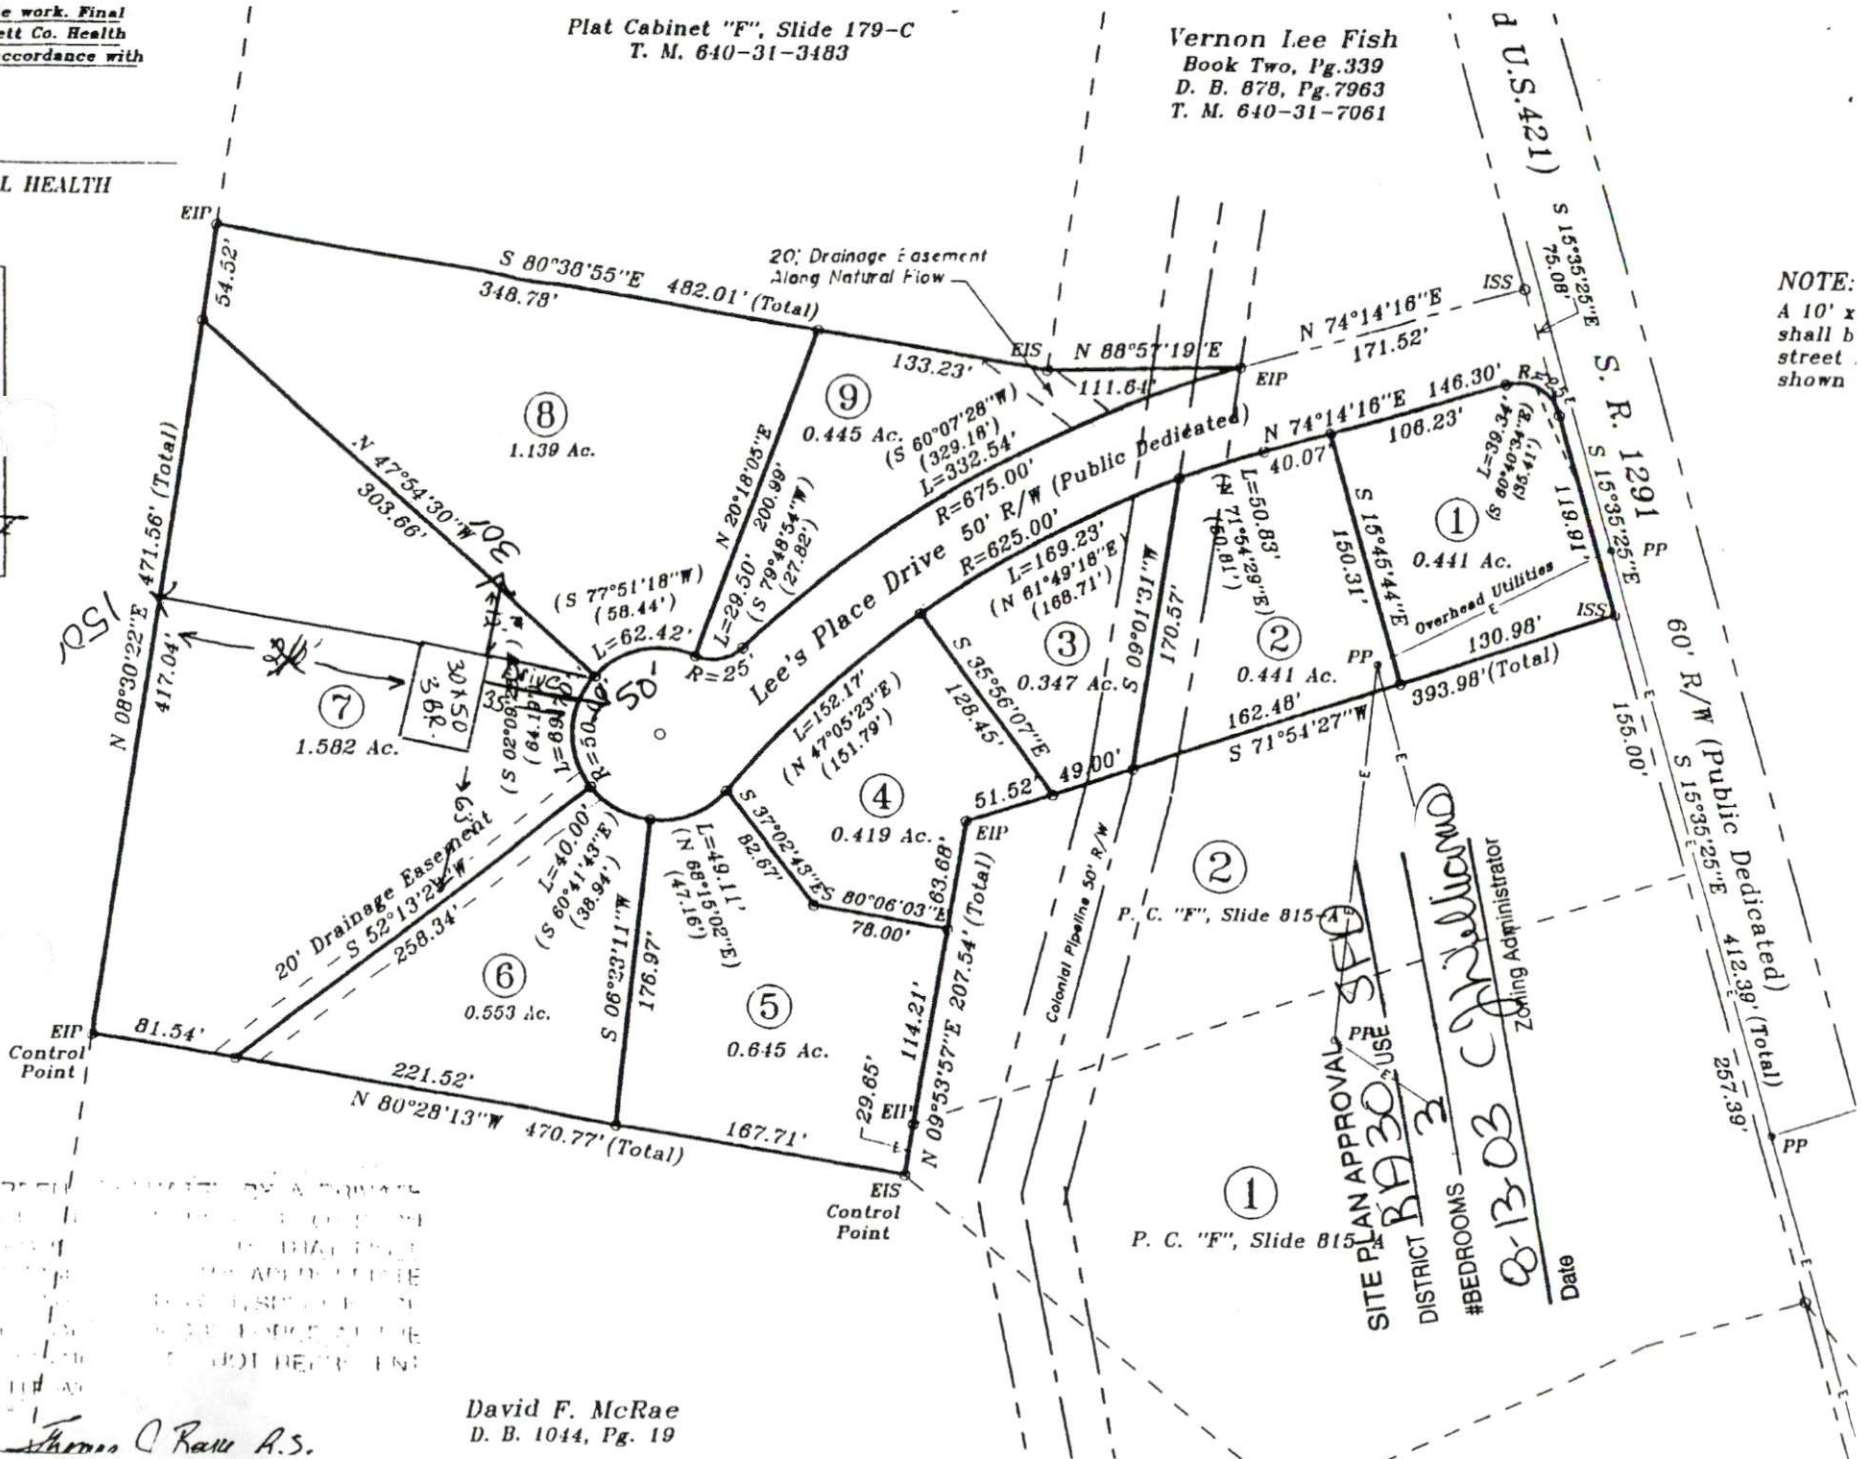 e work. Final
ett Co. Health
ccordance with
L HEALTH
Plat Cabinet "F", Slide 179-C
T. M. 640-31-3483
Vernon Lee Fish
Book Two, Pg.339
D. B. 878, Pg.7963
T. M. 640-31-7061
d U.S.421)
S. R. 1291
60' R/W (Public Dedicated)
NOTE:
A 10' x
shall b
street
shown
EIP
54.52'
S 80°38'55"E 482.01' (Total)
348.78'
20' Drainage Easement
Along Natural Flow
133.23'
EIS
N 88°57'19"E
111.64'
EIP
N 74°14'16"E
171.52'
ISS
S 15°35'25"E
75.08'
8
1.139 Ac.
9
0.445 Ac.
N 47°54'30"W
303.66'
N 20°18'05"E
200.99'
(S 60°07'28"W)
(329.18')
L=332.54'
R=675.00'
Lee's Place Drive 50' R/W (Public Dedicated)
R=625.00'
L=29.50'
(S 79°48'54"W)
(27.82')
R=25'
(S 77°51'18"W)
(58.44')
L=62.42'
N 74°14'16"E 146.30'
40.07'
106.23'
L=39.34'
(S 60°40'34"E)
(35.41')
119.91'
S 15°35'25"E
PP
1
0.441 Ac.
S 15°45'44"E
150.31'
Overhead Utilities
E
ISS
130.98'
PP
393.98' (Total)
L=50.83'
(N 71°54'29"E)
(50.81')
2
0.441 Ac.
162.48'
S 71°54'27"W
L=169.23'
(N 61°49'18"E)
(168.71')
3
0.347 Ac.
S 09°01'31"W
170.57'
S 35°56'07"E
128.45'
49.00'
51.52'
EIP
L=152.17'
(N 47°05'23"E)
(151.79')
4
0.419 Ac.
63.68'
S 37°02'43"E
82.67'
S 80°06'03"E
78.00'
N 08°30'22"E 471.56' (Total)
417.04'
150'
30'
7
1.582 Ac.
30x50
3 BR.
35
50'
65
R=50.00'
(S 02°09'
(64.19')
20' Drainage Easement
S 52°13'2 "W
258.34'
L=40.00'
(S 60°41'43"E)
(38.94')
L=49.11'
(N 68°15'02"E)
(47.16')
6
0.553 Ac.
S 06°23'11"W
176.97'
5
0.645 Ac.
114.21'
29.65'
N 09°53'57"E 207.54' (Total)
EIP
Control
Point
81.54'
221.52'
N 80°28'13"W 470.77' (Total)
167.71'
EIS
Control
Point
Colonial Pipeline 50' R/W
2
P. C. "F", Slide 815-A
1
P. C. "F", Slide 815-A
155.00'
S 15°35'25"E 412.39' (Total)
257.39'
PP
PP
SITE PLAN APPROVAL
DISTRICT RA30 USE SFD
#BEDROOMS 3
8-13-03
Date
Zoning Administrator
David F. McRae
D. B. 1044, Pg. 19
Thomas
R.S.